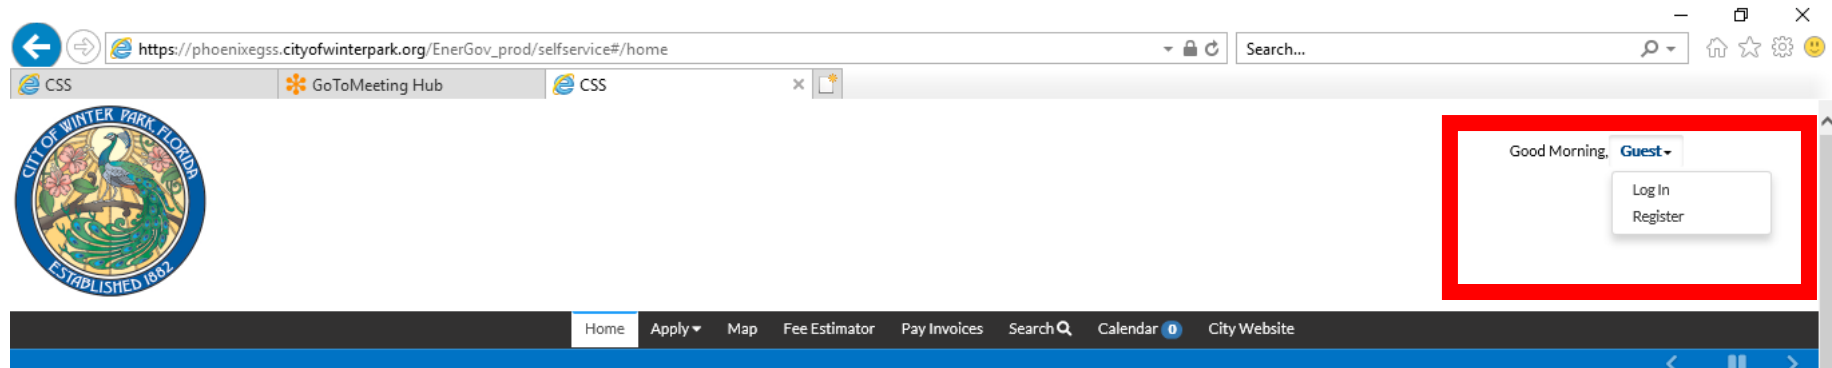 https://phoenixegss.cityofwinterpark.org/EnerGov_prod/selfservice#/home
Search...
CSS
GoToMeeting Hub
CSS
CITY OF WINTER PARK, FLORIDA
ESTABLISHED 1882
Good Morning, Guest
Log In
Register
Home Apply Map Fee Estimator Pay Invoices Search Calendar 0 City Website